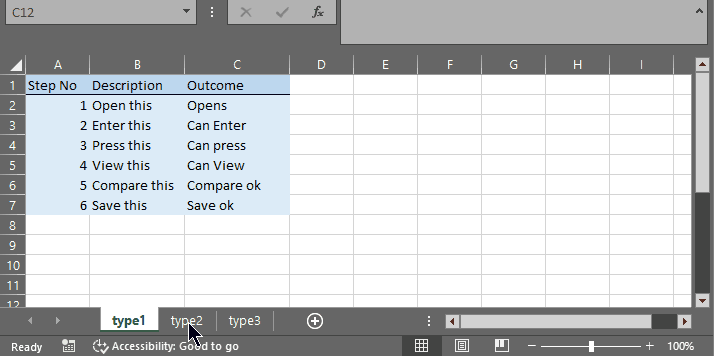 C12 fx
A B C D E F G H I
1 Step No Description Outcome
2 1 Open this Opens
3 2 Enter this Can Enter
4 3 Press this Can press
5 4 View this Can View
6 5 Compare this Compare ok
7 6 Save this Save ok
8
9
10
11
12
type1 type2 type3
Ready Accessibility: Good to go 100%